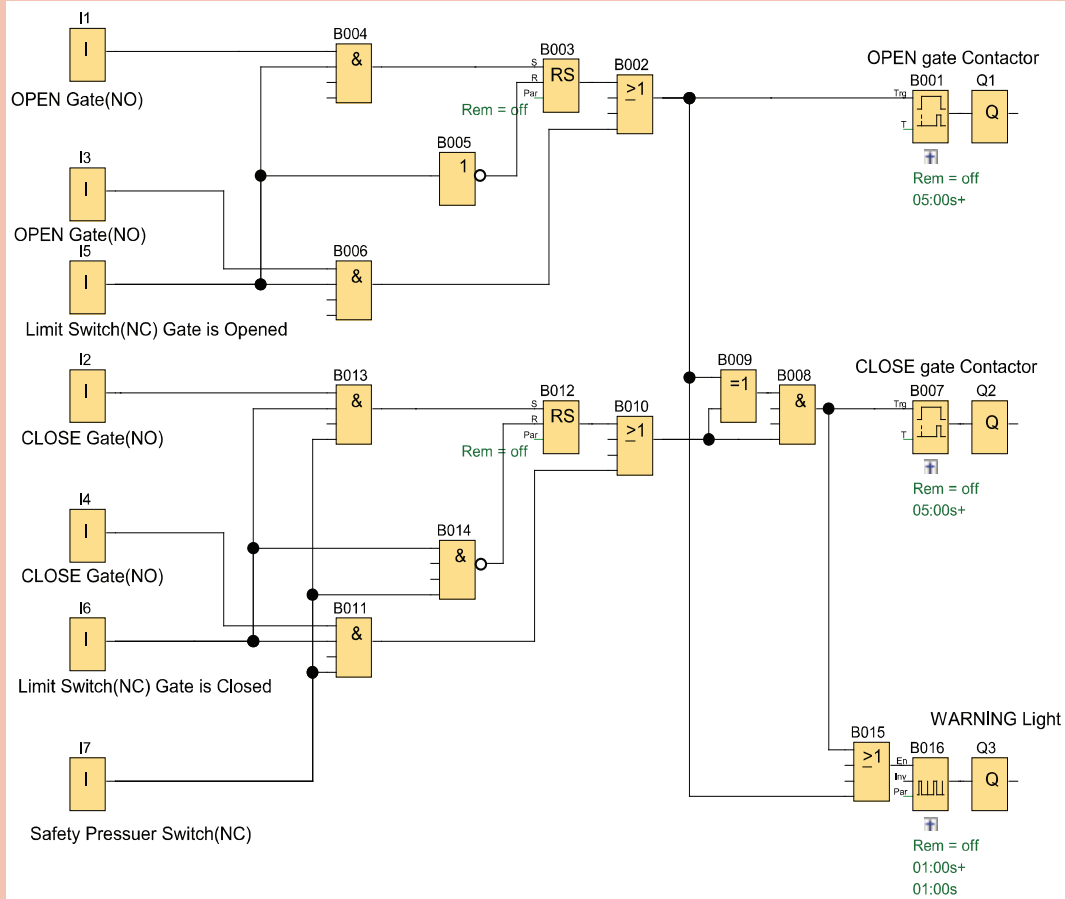 I1
I
OPEN Gate(NO)
B004
&
B003
S
R
Par
RS
Rem = off
B002
>1
OPEN gate Contactor
B001
Trg
T
Rem = off
05:00s+
Q1
Q
B005
1
I3
I
OPEN Gate(NO)
I5
I
Limit Switch(NC) Gate is Opened
B006
&
I2
I
CLOSE Gate(NO)
B013
&
B012
S
R
Par
RS
Rem = off
B010
>1
B009
=1
B008
&
CLOSE gate Contactor
B007
Trg
T
Rem = off
05:00s+
Q2
Q
I4
I
CLOSE Gate(NO)
B014
&
I6
I
Limit Switch(NC) Gate is Closed
B011
&
I7
I
Safety Pressuer Switch(NC)
WARNING Light
B015
>1
B016
En
Inv
Par
Rem = off
01:00s+
01:00s
Q3
Q